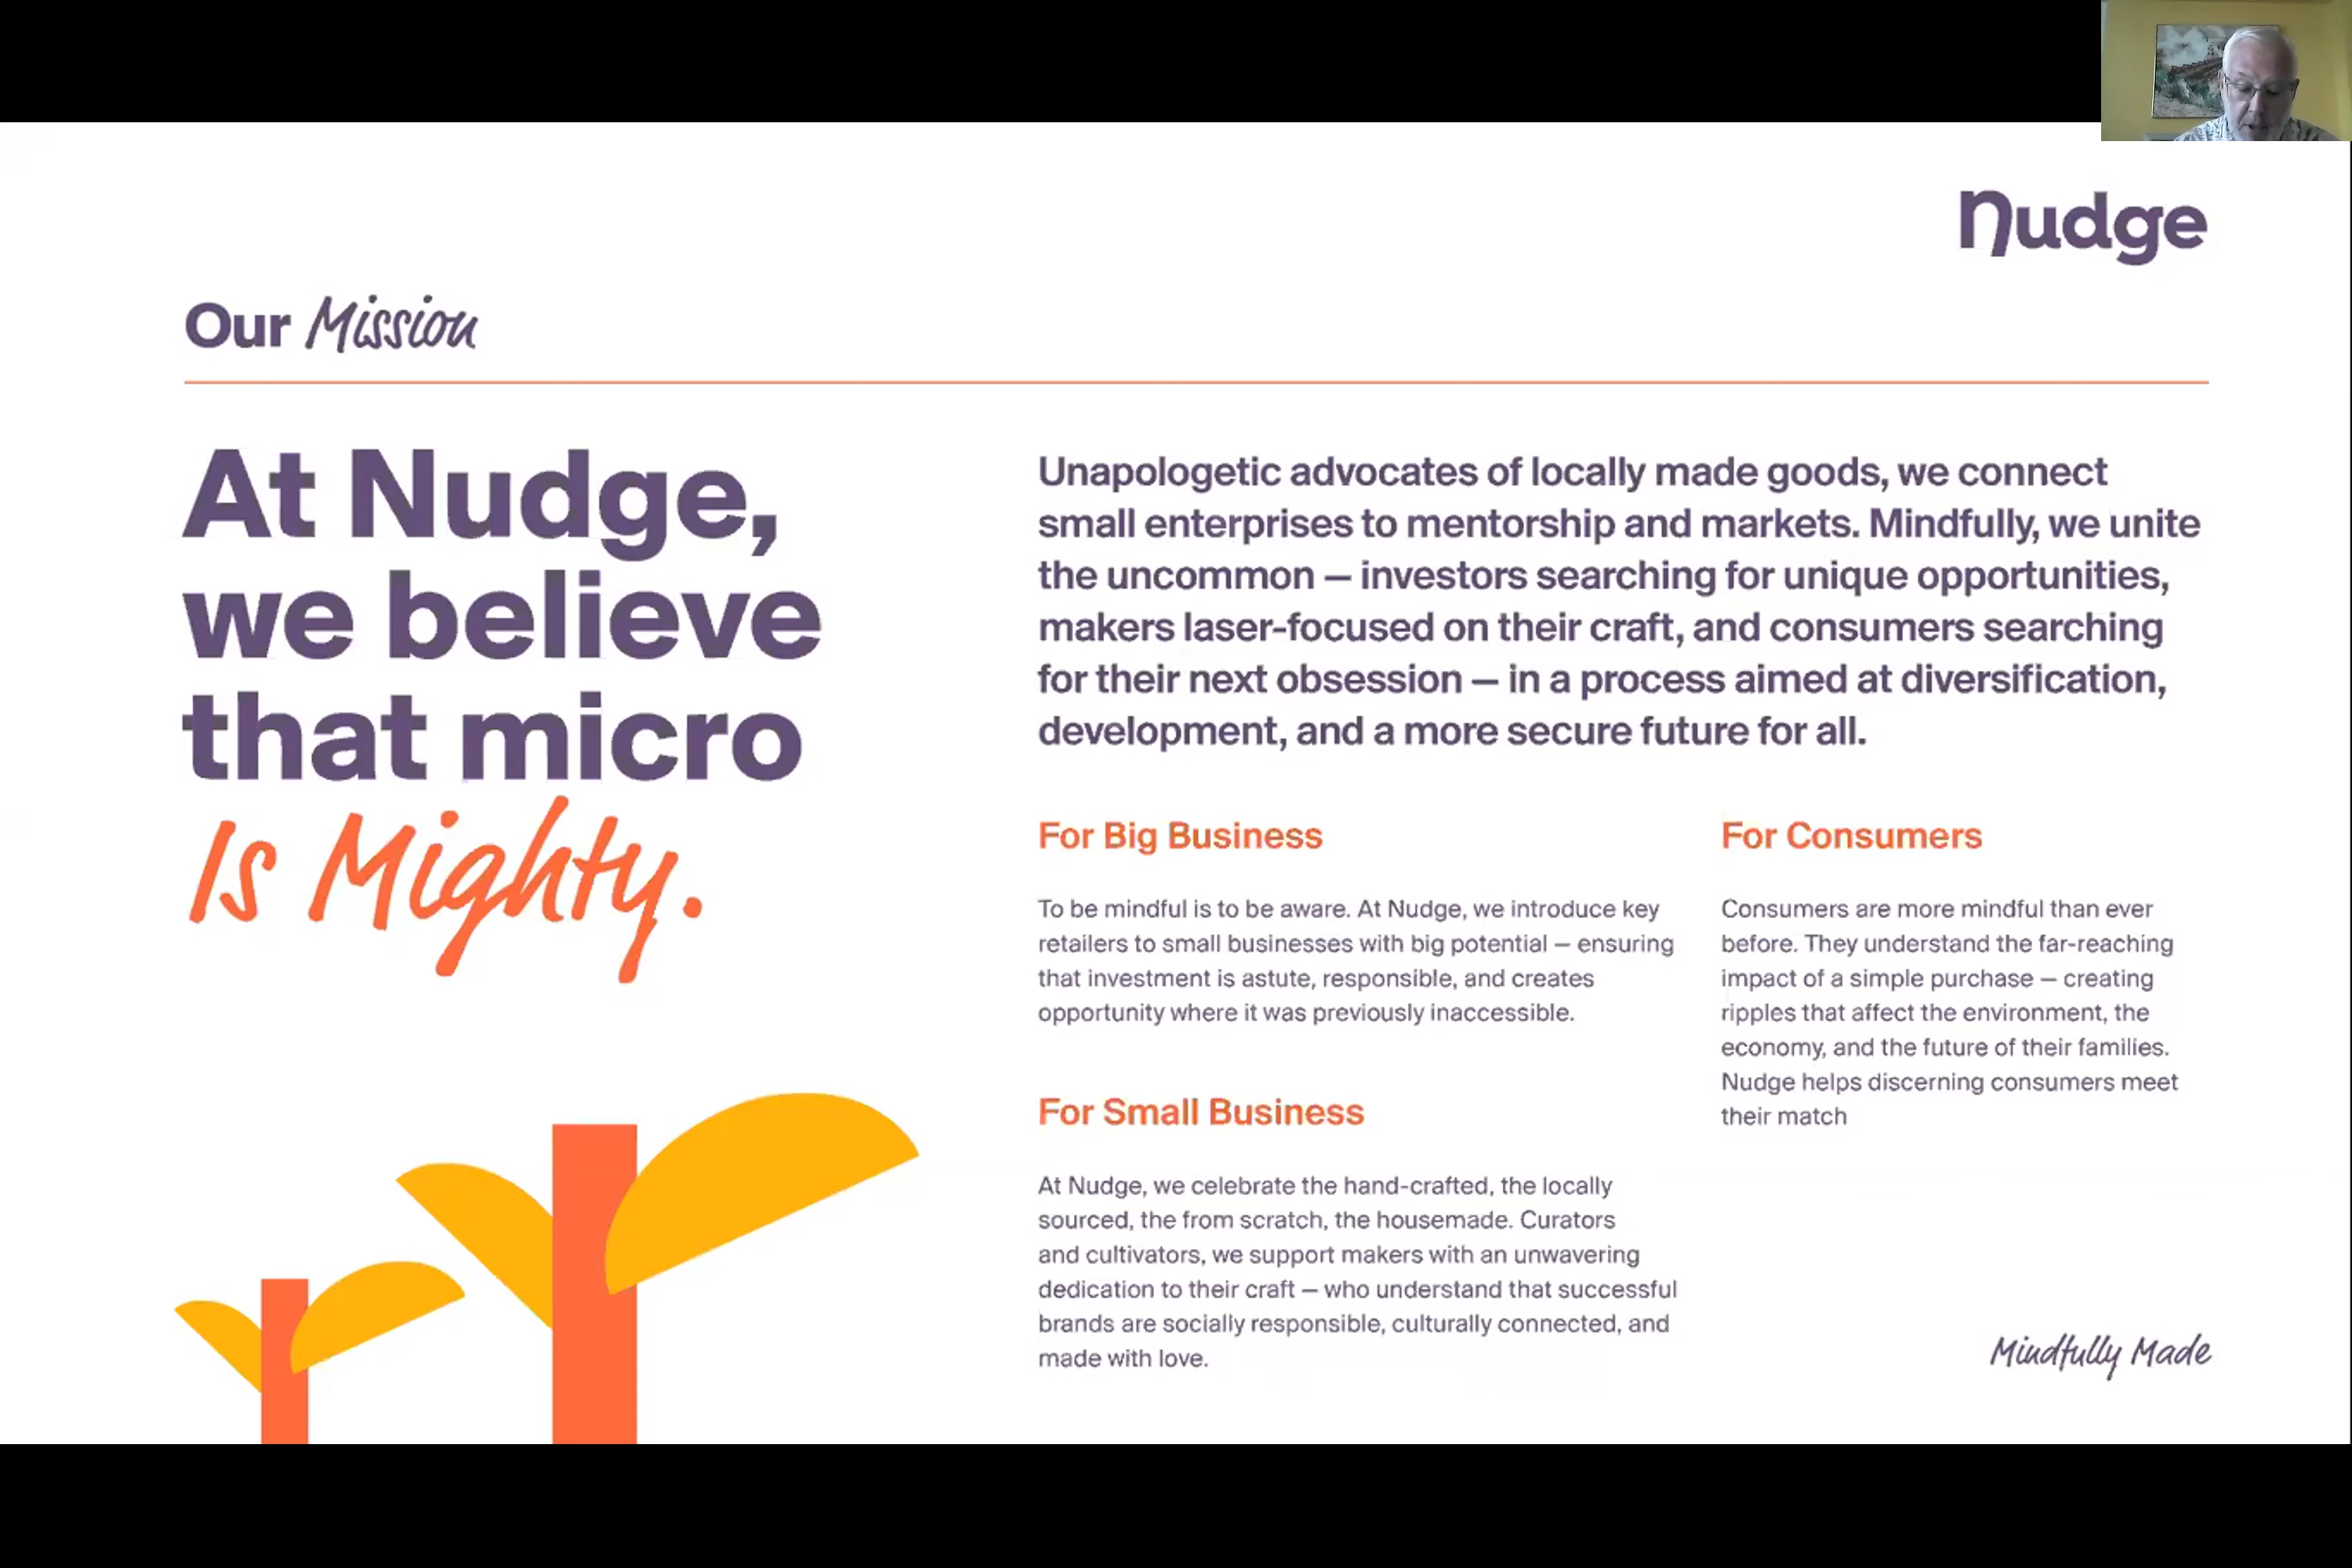 nudge
Our Mission
At Nudge,
we believe
that micro
Is Mighty.
Unapologetic advocates of locally made goods, we connect
small enterprises to mentorship and markets. Mindfully, we unite
the uncommon — investors searching for unique opportunities,
makers laser-focused on their craft, and consumers searching
for their next obsession — in a process aimed at diversification,
development, and a more secure future for all.
For Big Business
To be mindful is to be aware. At Nudge, we introduce key
retailers to small businesses with big potential — ensuring
that investment is astute, responsible, and creates
opportunity where it was previously inaccessible.
For Small Business
At Nudge, we celebrate the hand-crafted, the locally
sourced, the from scratch, the housemade. Curators
and cultivators, we support makers with an unwavering
dedication to their craft — who understand that successful
brands are socially responsible, culturally connected, and
made with love.
For Consumers
Consumers are more mindful than ever
before. They understand the far-reaching
impact of a simple purchase — creating
ripples that affect the environment, the
economy, and the future of their families.
Nudge helps discerning consumers meet
their match
Mindfully Made